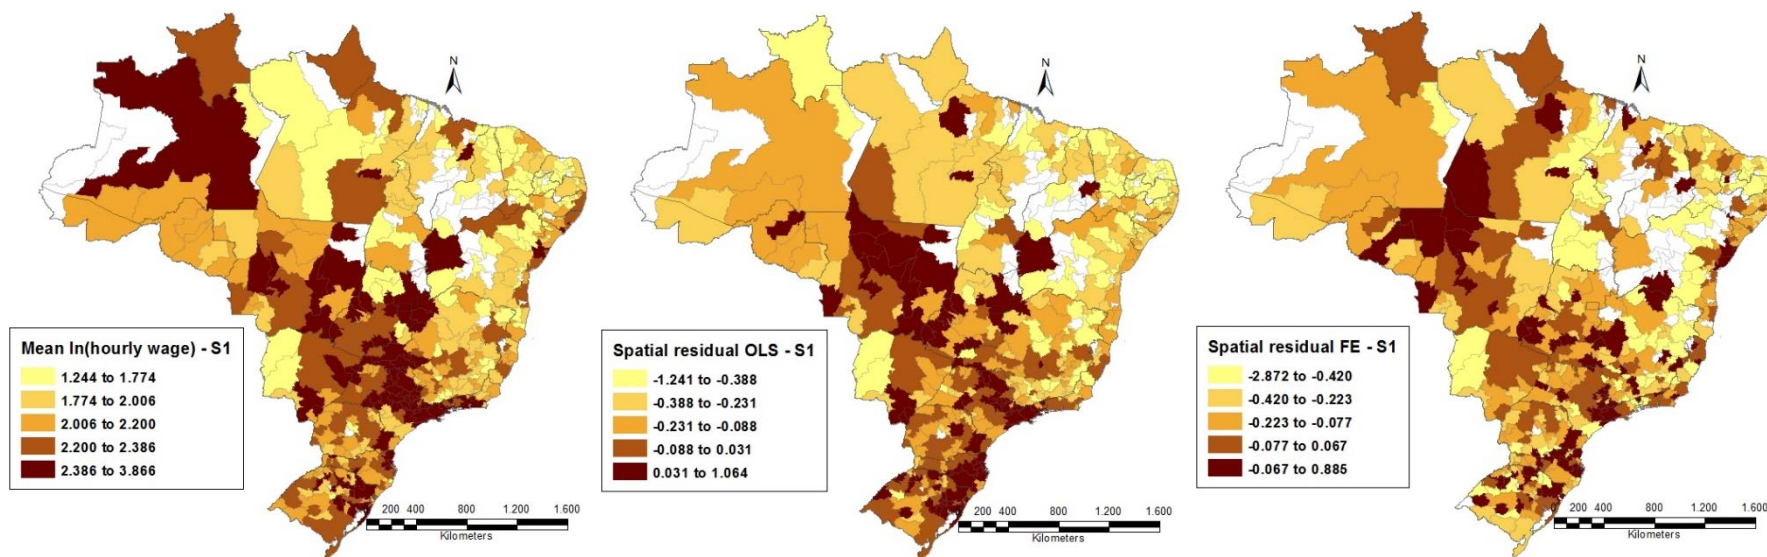 N
Mean ln(hourly wage) - S1
1.244 to 1.774
1.774 to 2.006
2.006 to 2.200
2.200 to 2.386
2.386 to 3.866
200 400 800 1.200 1.600
Kilometers
N
Spatial residual OLS - S1
-1.241 to -0.388
-0.388 to -0.231
-0.231 to -0.088
-0.088 to 0.031
0.031 to 1.064
0 200 400 800 1.200 1.600
Kilometers
N
Spatial residual FE - S1
-2.872 to -0.420
-0.420 to -0.223
-0.223 to -0.077
-0.077 to 0.067
-0.067 to 0.885
0 200 400 800 1.200 1.600
Kilometers